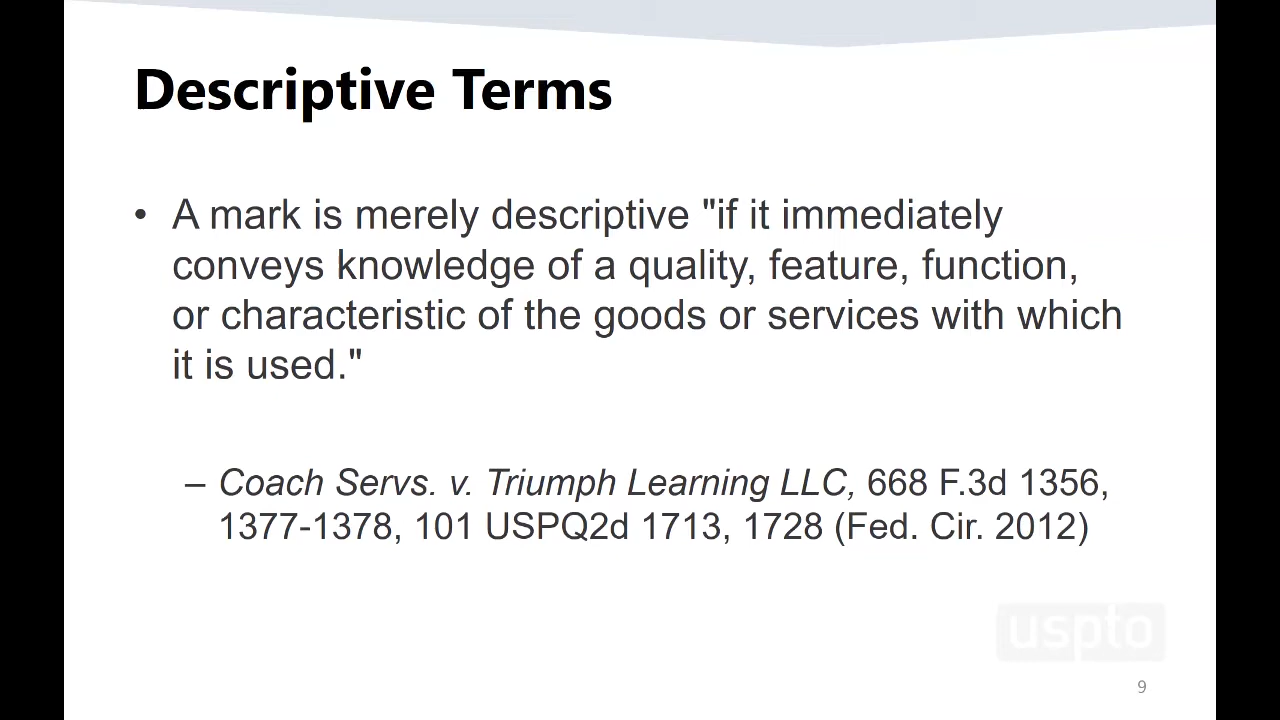 Descriptive Terms
• A mark is merely descriptive "if it immediately
conveys knowledge of a quality, feature, function,
or characteristic of the goods or services with which
it is used."
– Coach Servs. v. Triumph Learning LLC, 668 F.3d 1356,
1377-1378, 101 USPQ2d 1713, 1728 (Fed. Cir. 2012)
uspto
9